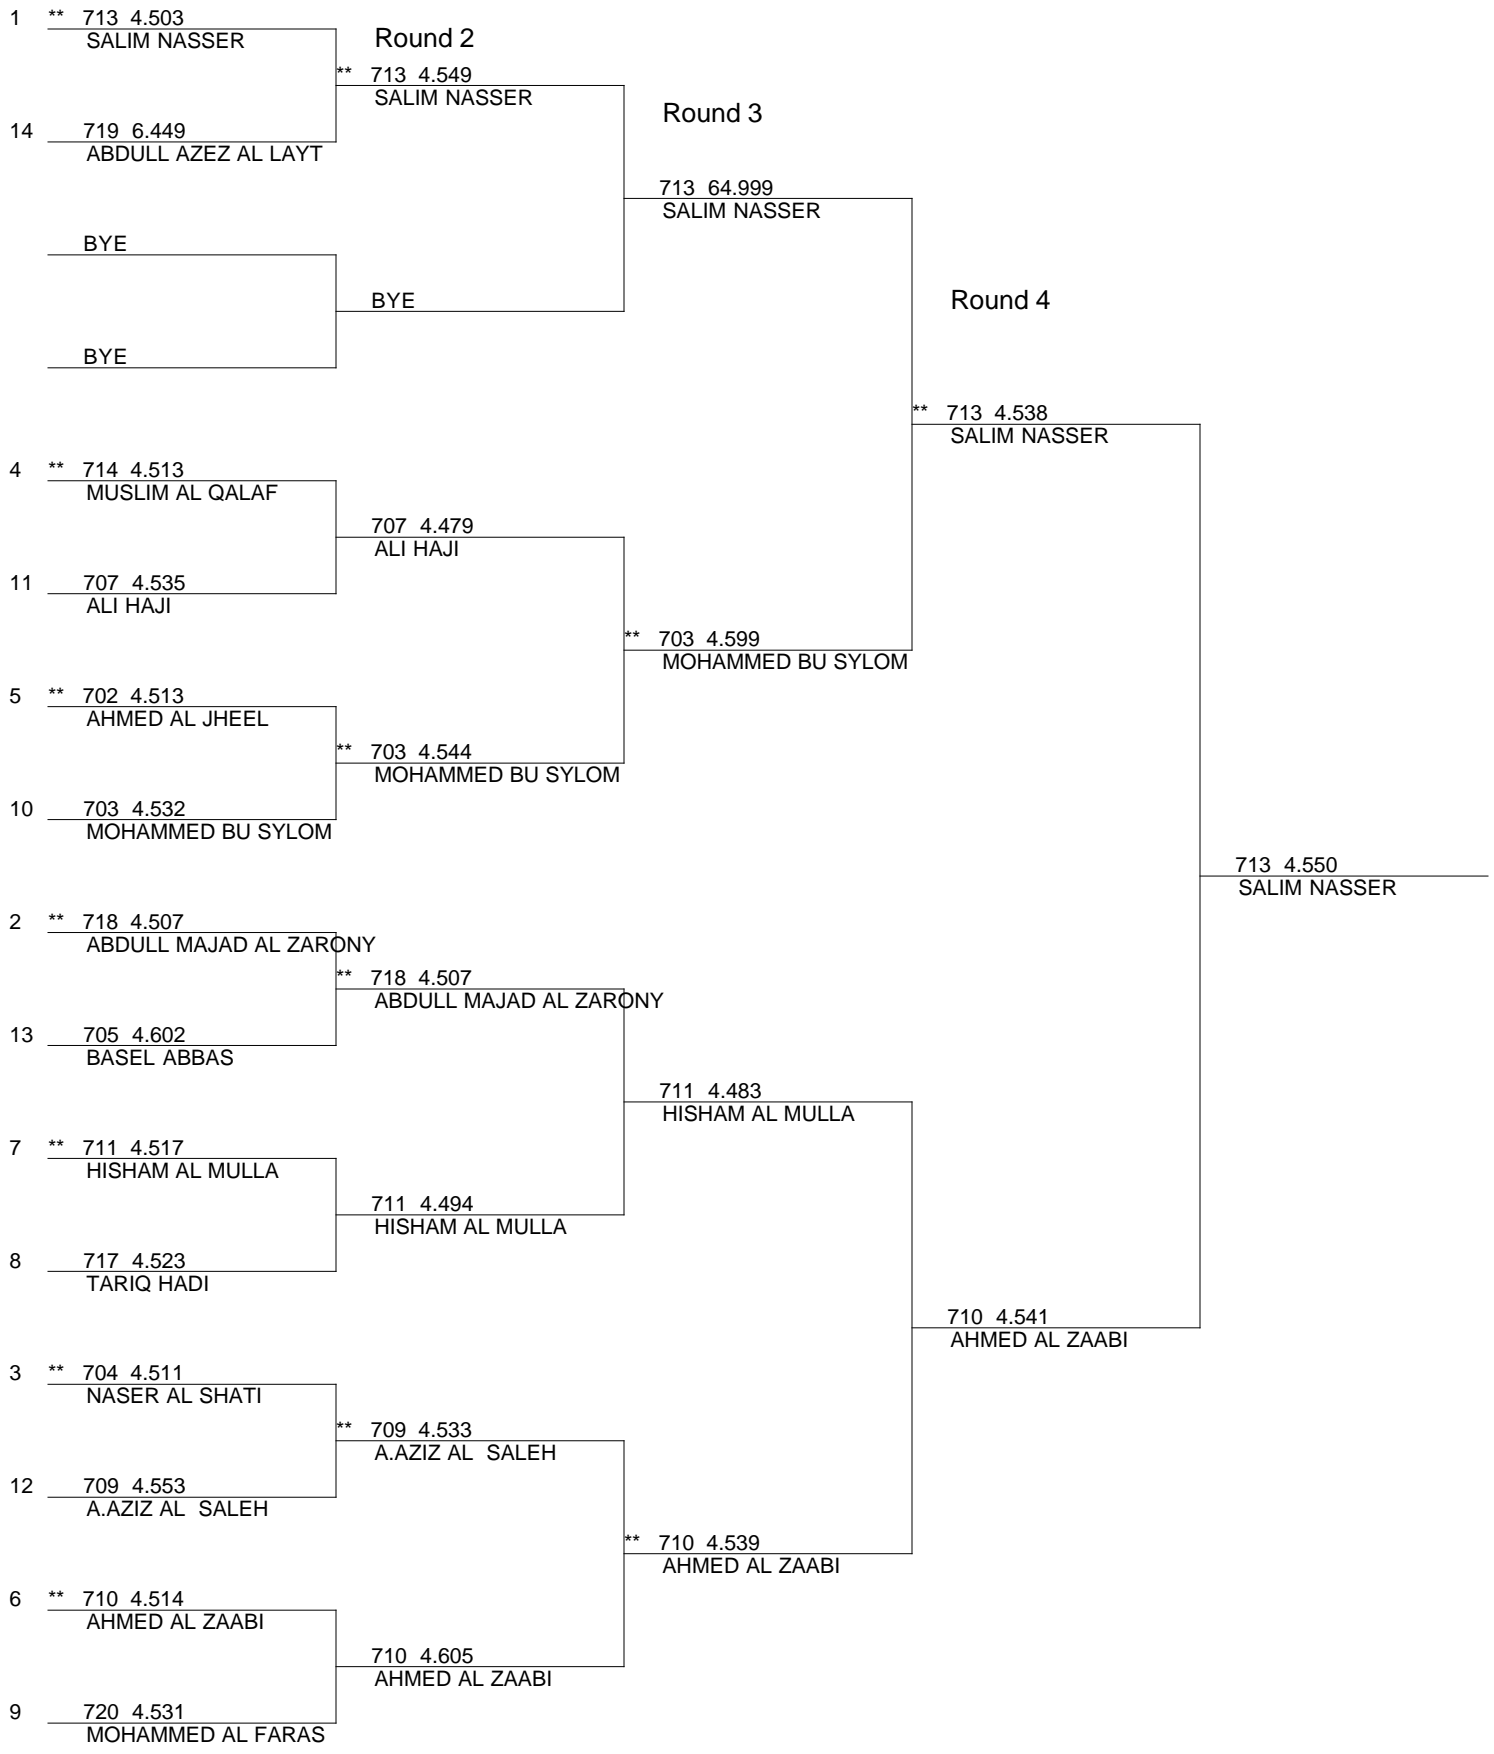 1 ** 713 4.503
SALIM NASSER
14 719 6.449
ABDULL AZEZ AL LAYT
BYE
BYE
4 ** 714 4.513
MUSLIM AL QALAF
11 707 4.535
ALI HAJI
5 ** 702 4.513
AHMED AL JHEEL
10 703 4.532
MOHAMMED BU SYLOM
2 ** 718 4.507
ABDULL MAJAD AL ZARONY
13 705 4.602
BASEL ABBAS
7 ** 711 4.517
HISHAM AL MULLA
8 717 4.523
TARIQ HADI
3 ** 704 4.511
NASER AL SHATI
12 709 4.553
A.AZIZ AL SALEH
6 ** 710 4.514
AHMED AL ZAABI
9 720 4.531
MOHAMMED AL FARAS
Round 2
** 713 4.549
SALIM NASSER
BYE
707 4.479
ALI HAJI
** 703 4.544
MOHAMMED BU SYLOM
** 718 4.507
ABDULL MAJAD AL ZARONY
711 4.494
HISHAM AL MULLA
** 709 4.533
A.AZIZ AL SALEH
710 4.605
AHMED AL ZAABI
Round 3
713 64.999
SALIM NASSER
** 703 4.599
MOHAMMED BU SYLOM
711 4.483
HISHAM AL MULLA
** 710 4.539
AHMED AL ZAABI
Round 4
** 713 4.538
SALIM NASSER
710 4.541
AHMED AL ZAABI
713 4.550
SALIM NASSER